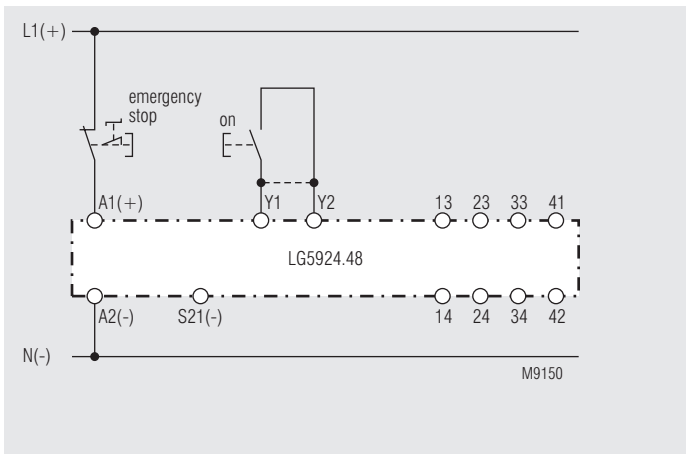 L1(+)
emergency
stop
on
A1(+) Y1 Y2 13 23 33 41
LG5924.48
A2(-) S21(-) 14 24 34 42
N(-)
M9150